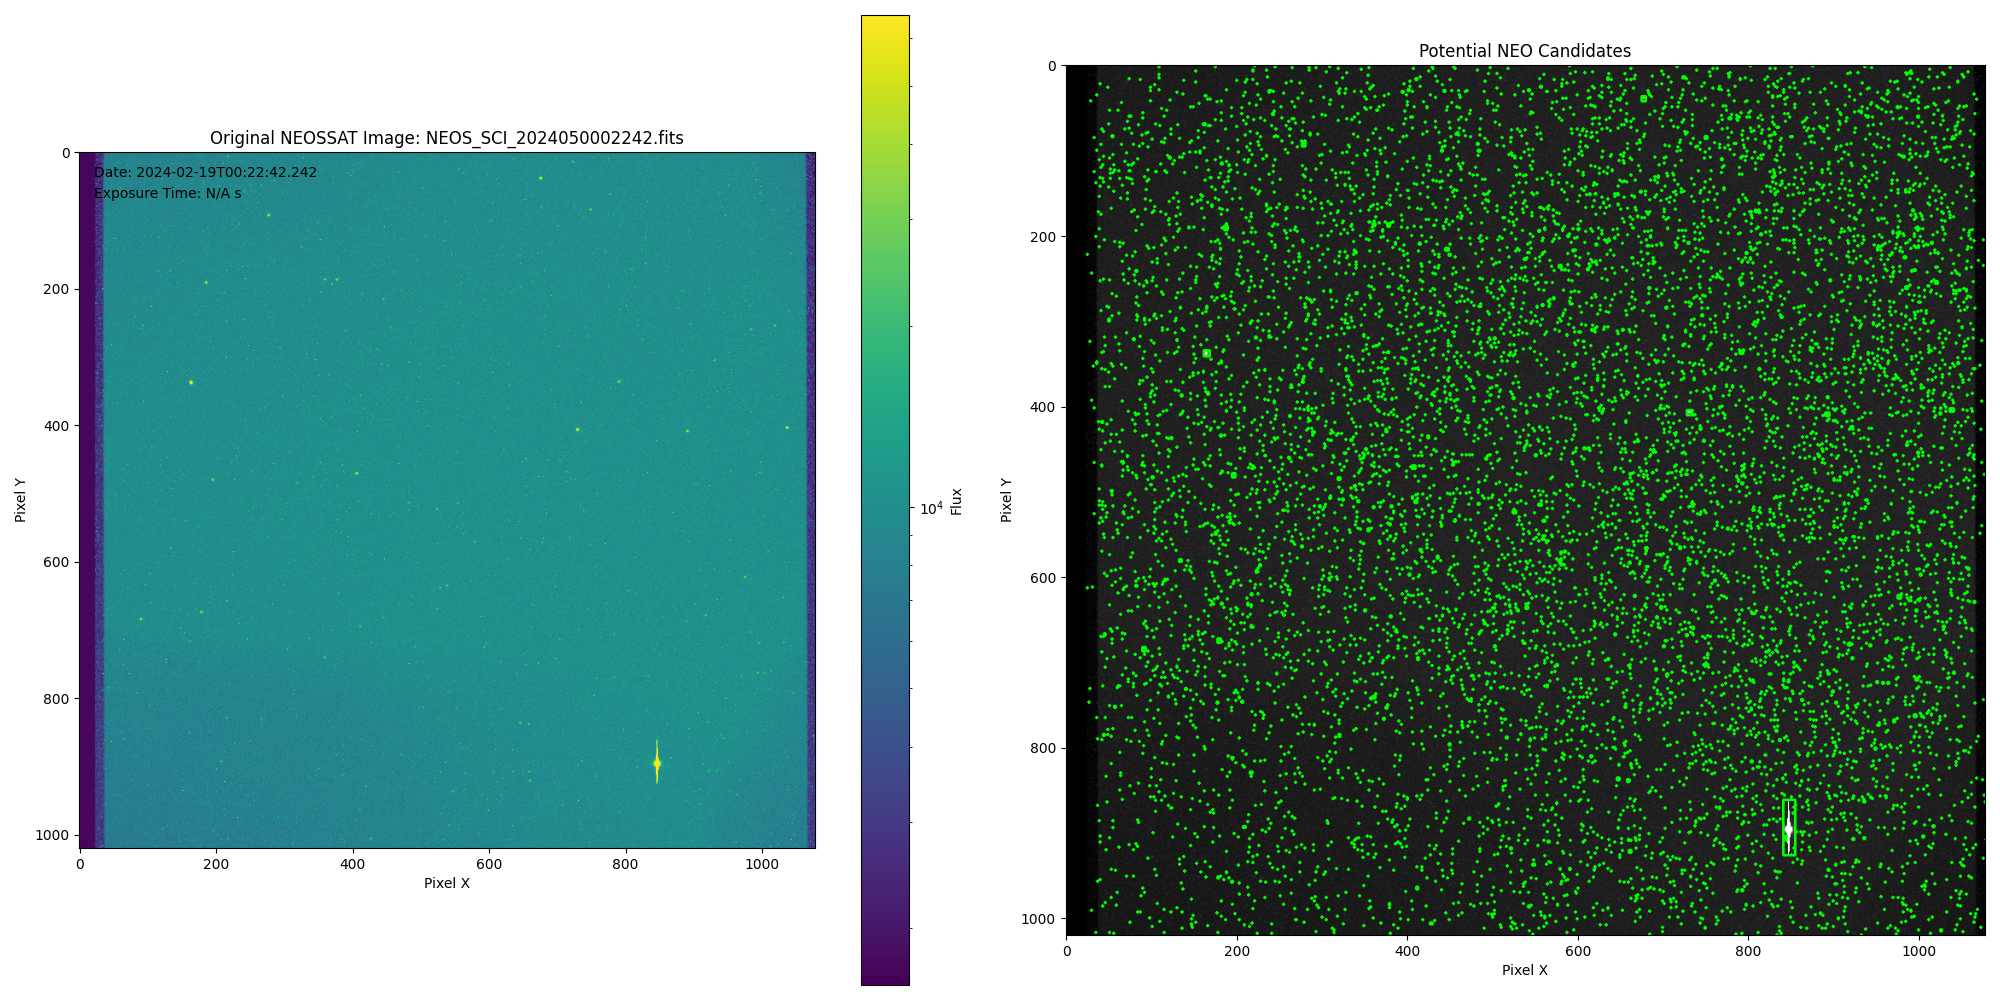 Original NEOSSAT Image: NEOS_SCI_2024050002242.fits
Date: 2024-02-19T00:22:42.242
Exposure Time: N/A s
0
200
400
600
800
1000
Pixel Y
0
200
400
600
800
1000
Pixel X
10⁴
Flux
Potential NEO Candidates
0
200
400
600
800
1000
Pixel Y
0
200
400
600
800
1000
Pixel X